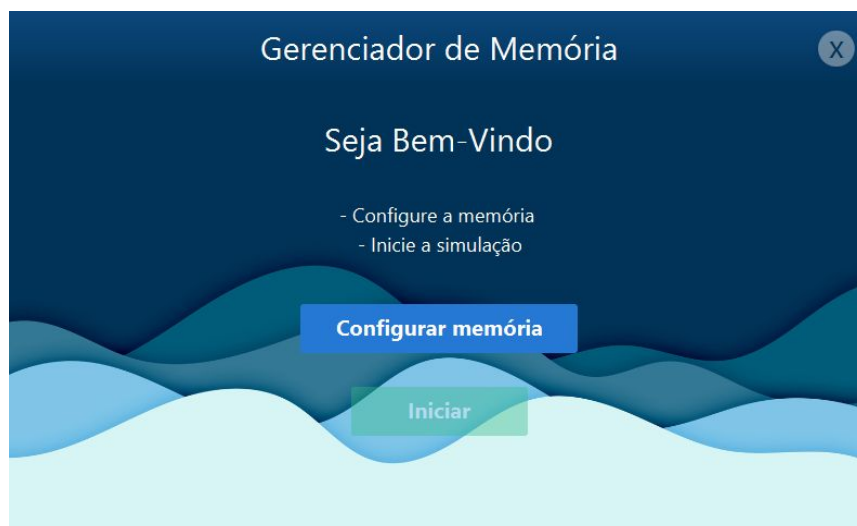 Gerenciador de Memória
X
Seja Bem-Vindo
- Configure a memória
- Inicie a simulação
Configurar memória
Iniciar